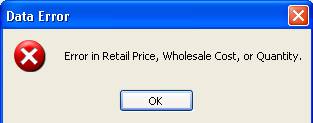 Data Error
Error in Retail Price, Wholesale Cost, or Quantity.
OK